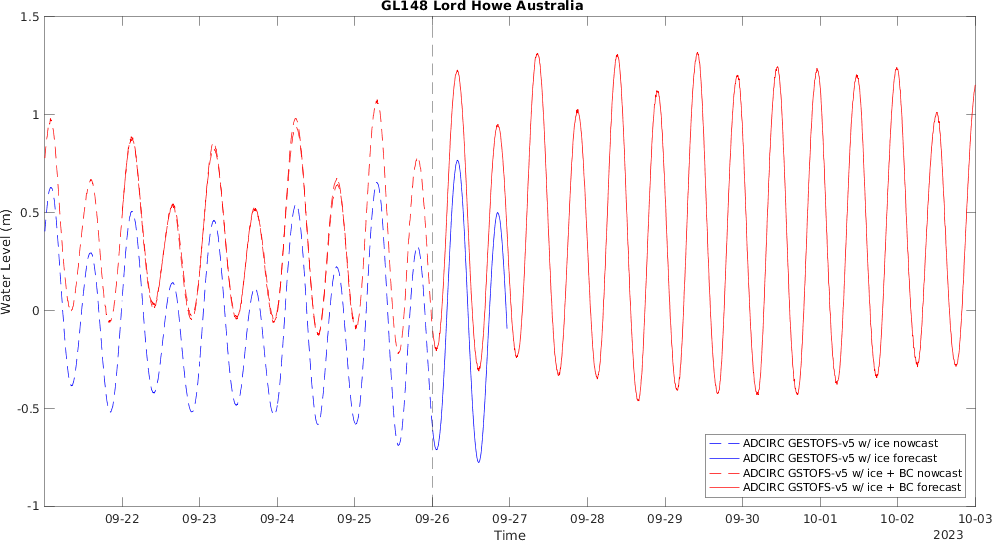 GL148 Lord Howe Australia
1.5
1
0.5
0
-0.5
-1
Water Level (m)
ADCIRC GESTOFS-v5 w/ ice nowcast
ADCIRC GESTOFS-v5 w/ ice forecast
ADCIRC GSTOFS-v5 w/ ice + BC nowcast
ADCIRC GSTOFS-v5 w/ ice + BC forecast
09-22 09-23 09-24 09-25 09-26 09-27 09-28 09-29 09-30 10-01 10-02 10-03
Time
2023